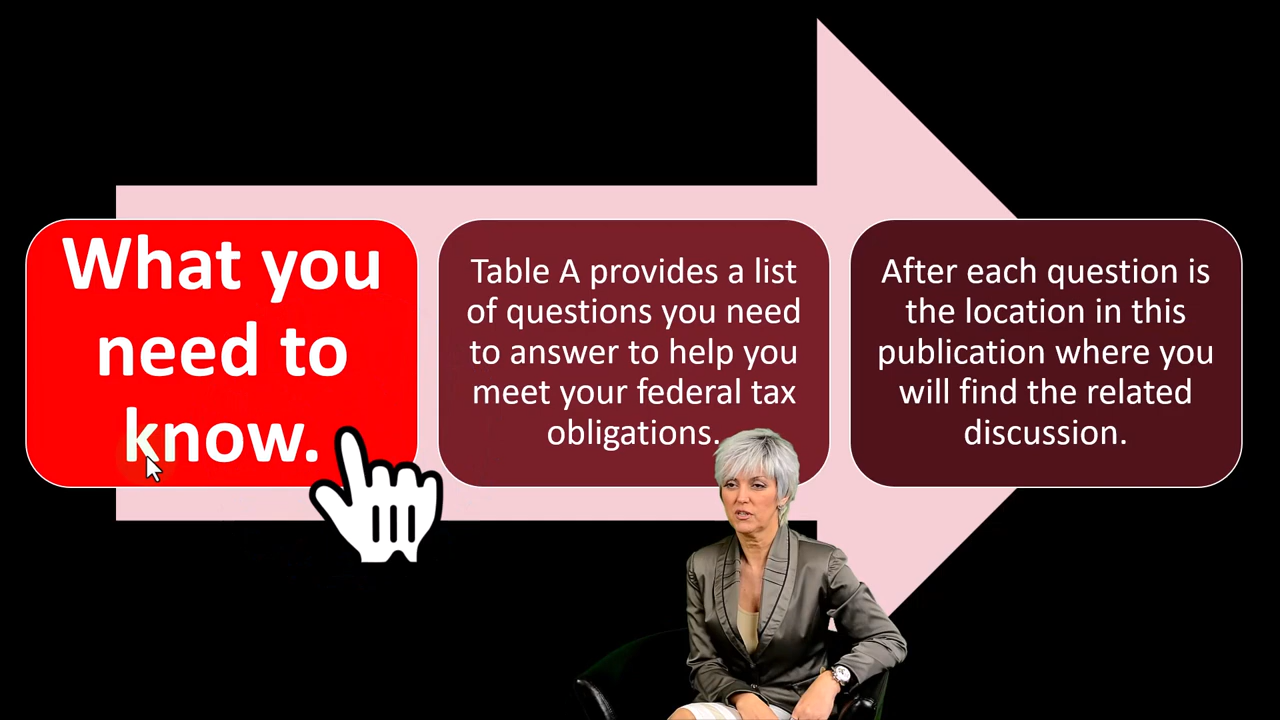 What you
need to
know.
Table A provides a list
of questions you need
to answer to help you
meet your federal tax
obligations.
After each question is
the location in this
publication where you
will find the related
discussion.